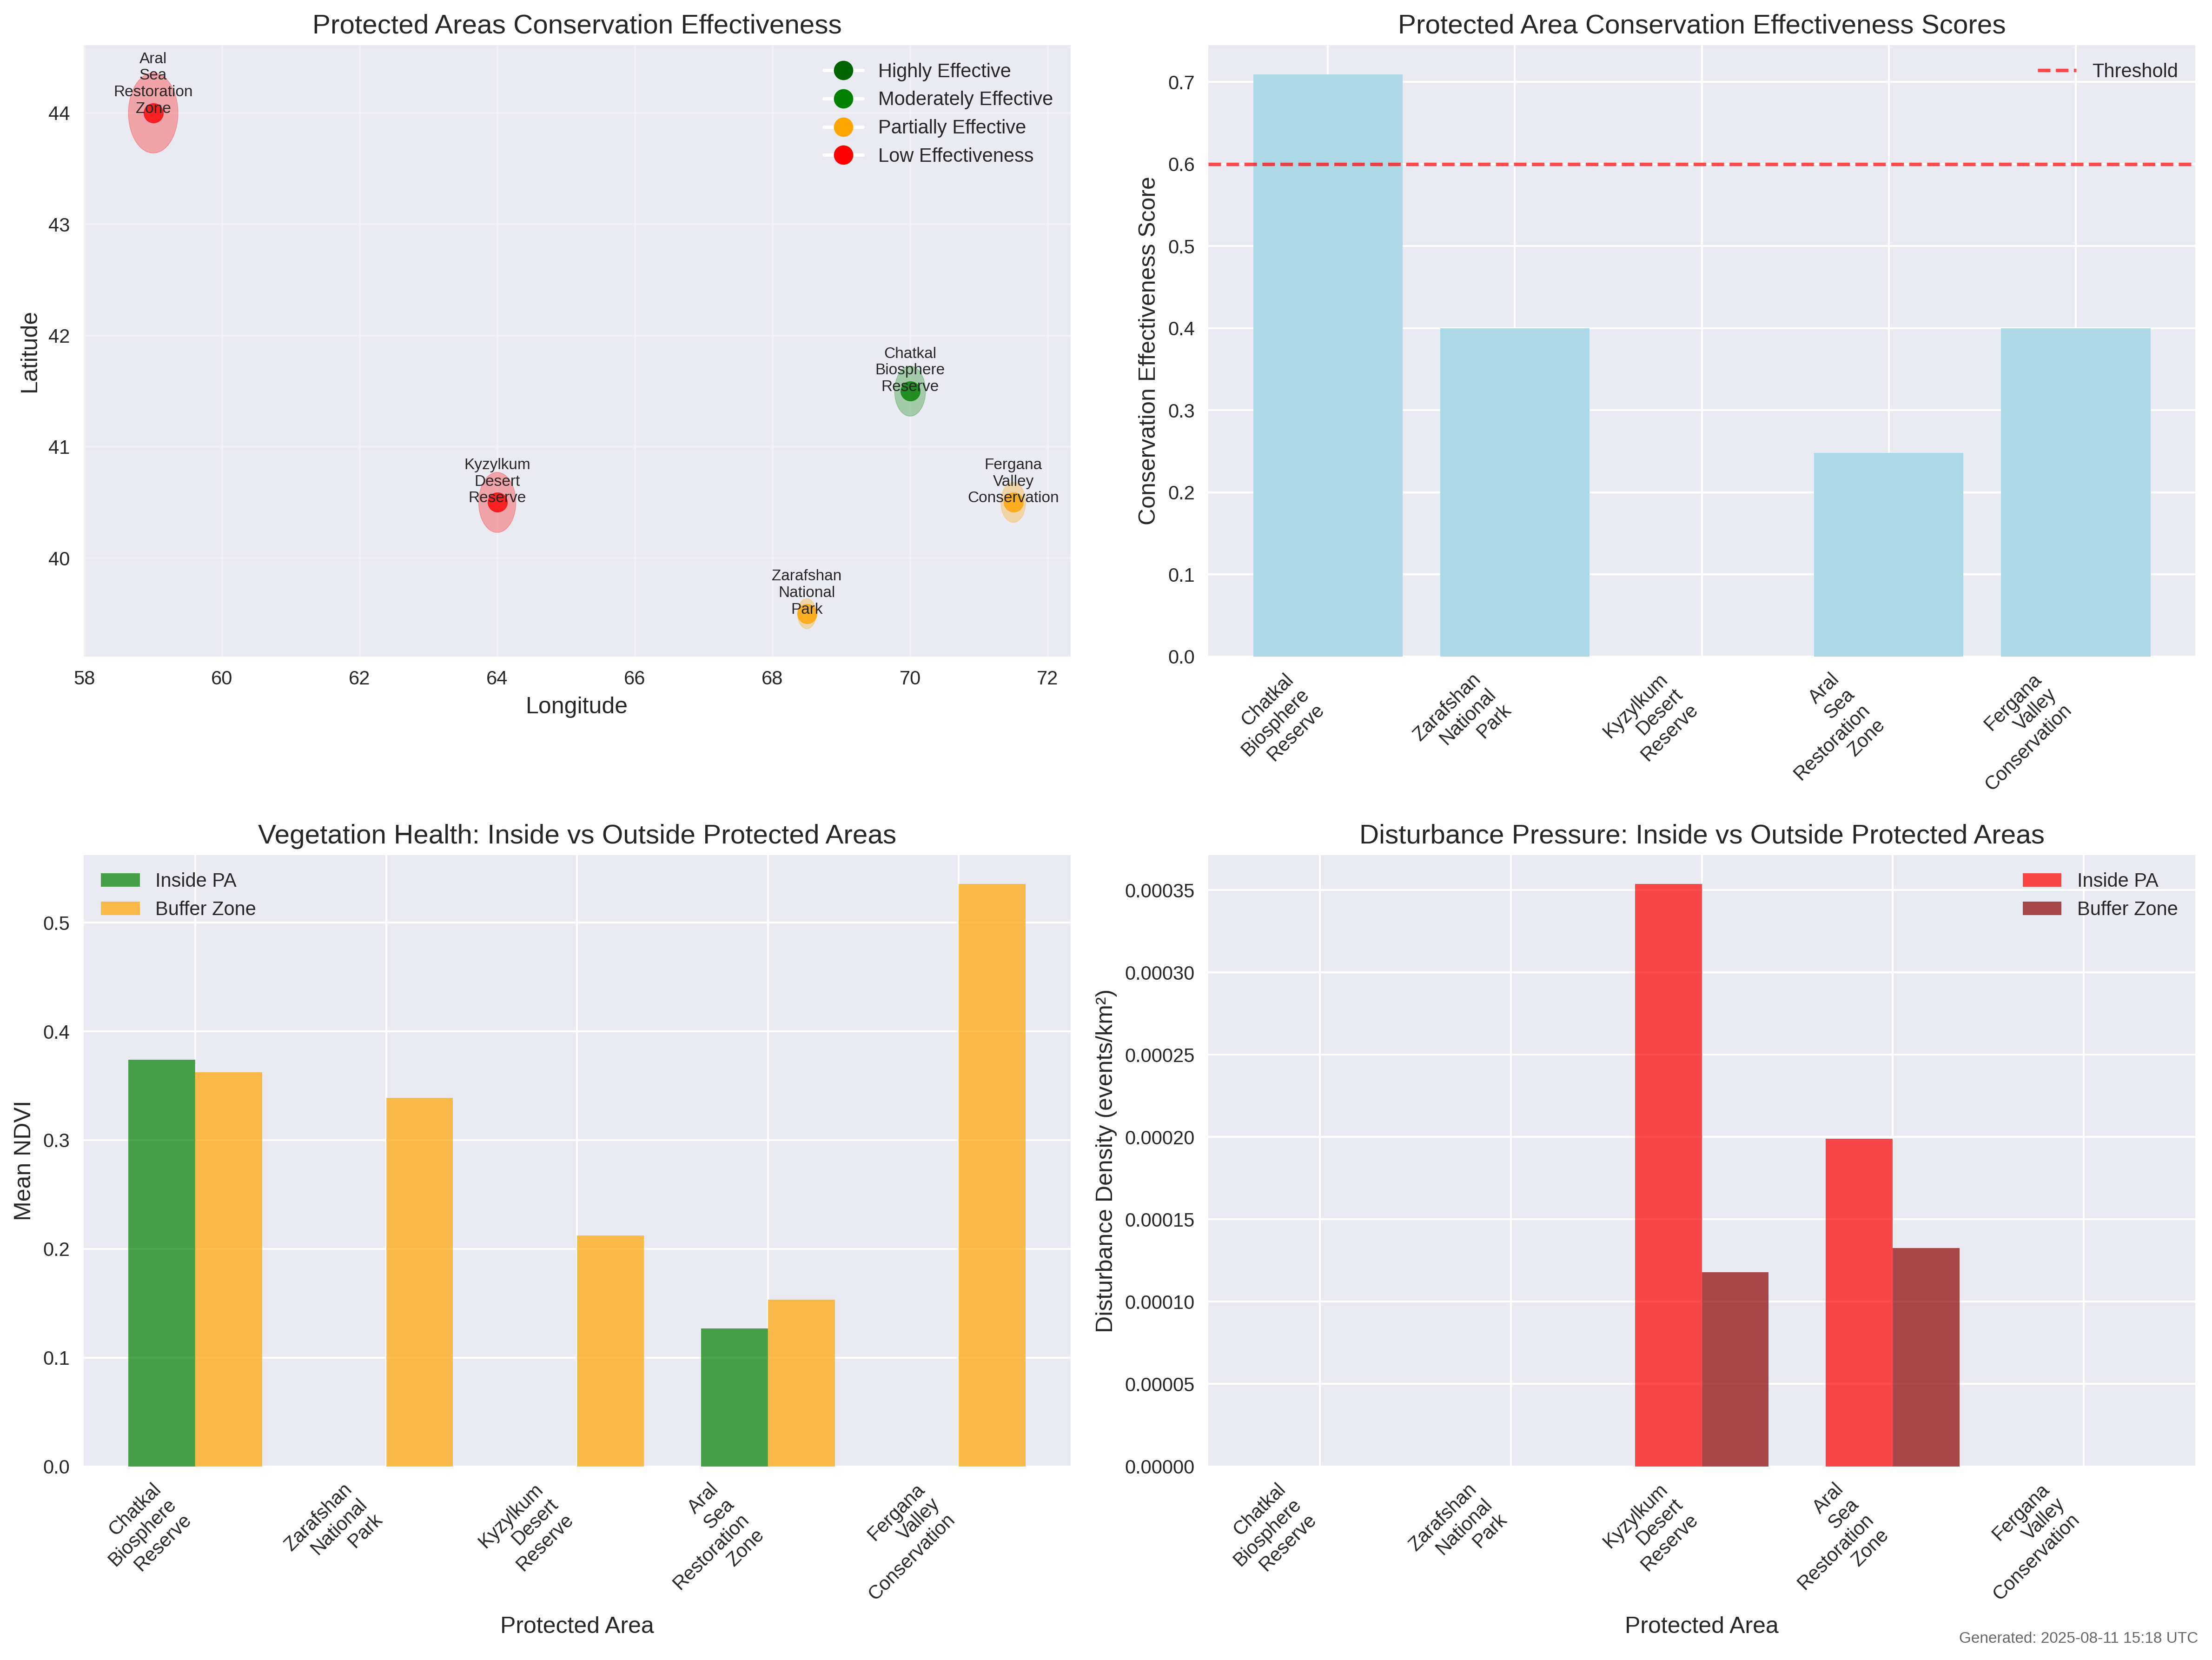 Protected Areas Conservation Effectiveness
Latitude
44
43
42
41
40
Aral
Sea
Restoration
Zone
Highly Effective
Moderately Effective
Partially Effective
Low Effectiveness
Chatkal
Biosphere
Reserve
Kyzylkum
Desert
Reserve
Fergana
Valley
Conservation
Zarafshan
National
Park
58
60
62
64
66
68
70
72
Longitude
Protected Area Conservation Effectiveness Scores
Conservation Effectiveness Score
0.7
0.6
0.5
0.4
0.3
0.2
0.1
0.0
Threshold
Chatkal
Biosphere
Reserve
Zarafshan
National
Park
Kyzylkum
Desert
Reserve
Aral
Sea
Restoration
Zone
Fergana
Valley
Conservation
Vegetation Health: Inside vs Outside Protected Areas
Mean NDVI
0.5
0.4
0.3
0.2
0.1
0.0
Inside PA
Buffer Zone
Chatkal
Biosphere
Reserve
Zarafshan
National
Park
Kyzylkum
Desert
Reserve
Aral
Sea
Restoration
Zone
Fergana
Valley
Conservation
Protected Area
Disturbance Pressure: Inside vs Outside Protected Areas
Disturbance Density (events/km²)
0.00035
0.00030
0.00025
0.00020
0.00015
0.00010
0.00005
0.00000
Inside PA
Buffer Zone
Chatkal
Biosphere
Reserve
Zarafshan
National
Park
Kyzylkum
Desert
Reserve
Aral
Sea
Restoration
Zone
Fergana
Valley
Conservation
Protected Area
Generated: 2025-08-11 15:18 UTC